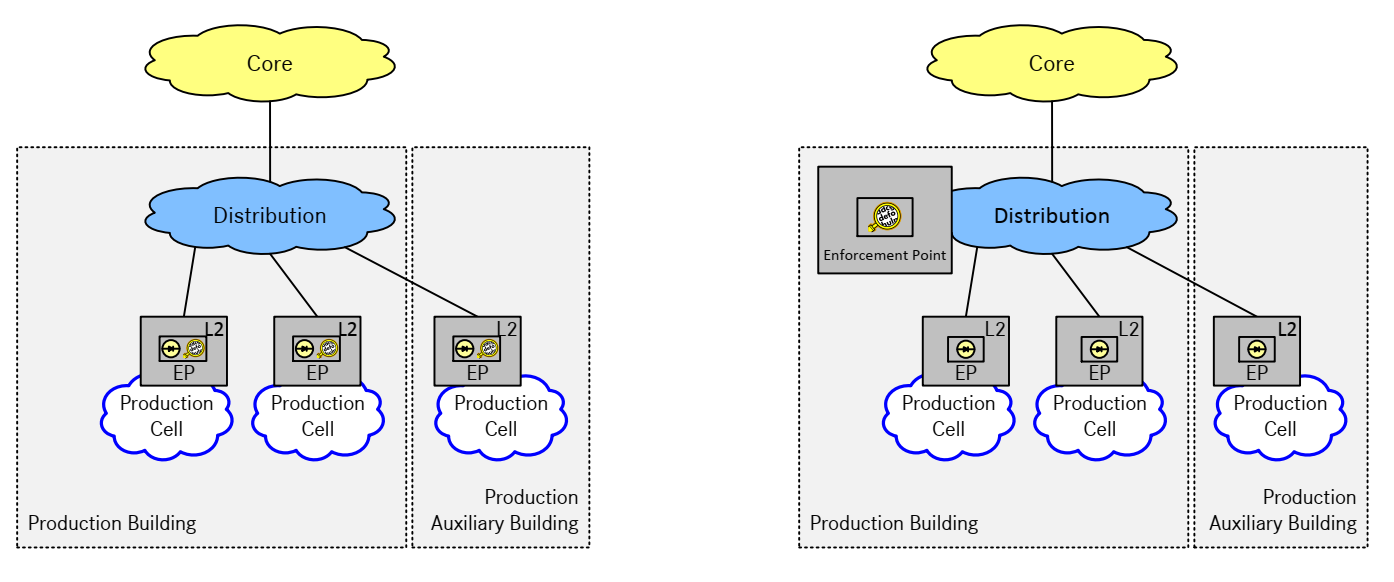 Core
Distribution
L2
EP
L2
EP
L2
EP
Production
Cell
Production
Cell
Production
Cell
Production Building
Production
Auxiliary Building
Core
Enforcement Point
Distribution
L2
EP
L2
EP
L2
EP
Production
Cell
Production
Cell
Production
Cell
Production Building
Production
Auxiliary Building